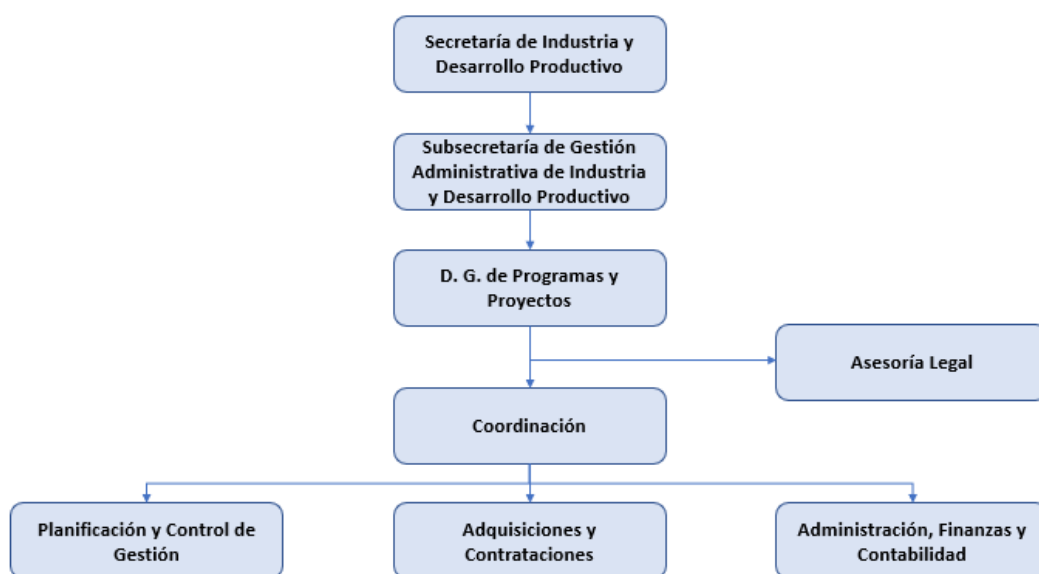 Secretaría de Industria y
Desarrollo Productivo
Subsecretaría de Gestión
Administrativa de Industria
y Desarrollo Productivo
D. G. de Programas y
Proyectos
Asesoría Legal
Coordinación
Planificación y Control de
Gestión
Adquisiciones y
Contrataciones
Administración, Finanzas y
Contabilidad